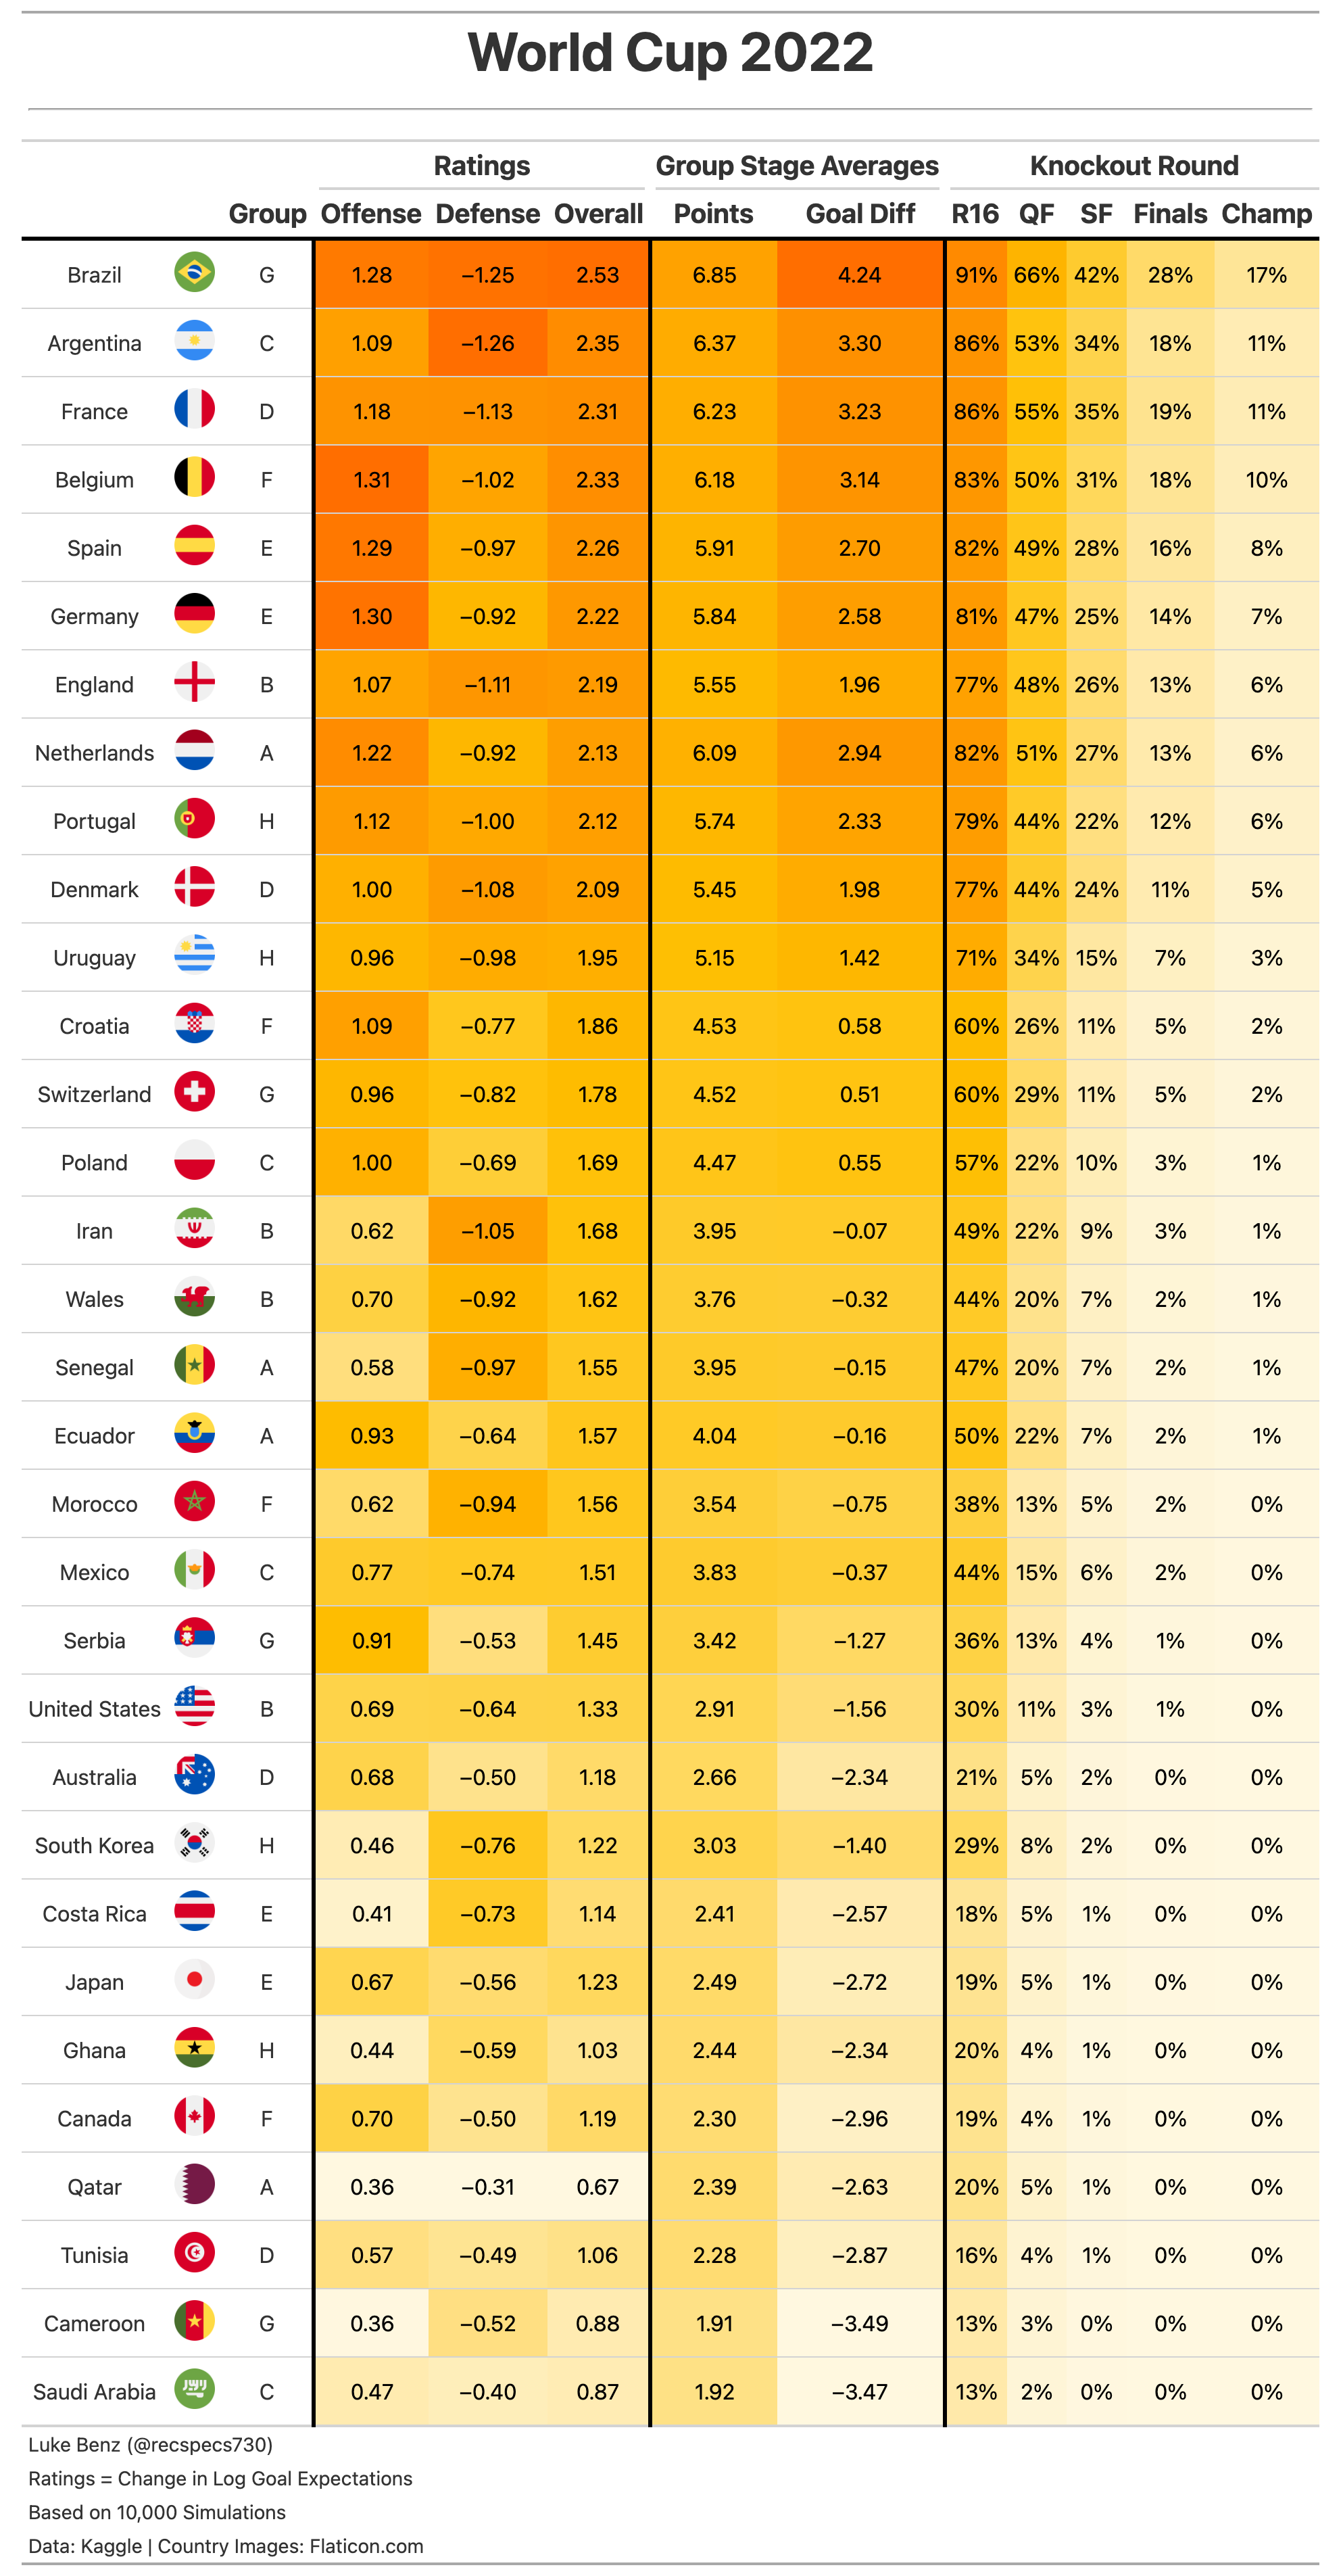 World Cup 2022
Ratings Group Stage Averages Knockout Round
Group Offense Defense Overall Points Goal Diff R16 QF SF Finals Champ
Brazil G 1.28 −1.25 2.53 6.85 4.24 91% 66% 42% 28% 17%
Argentina C 1.09 −1.26 2.35 6.37 3.30 86% 53% 34% 18% 11%
France D 1.18 −1.13 2.31 6.23 3.23 86% 55% 35% 19% 11%
Belgium F 1.31 −1.02 2.33 6.18 3.14 83% 50% 31% 18% 10%
Spain E 1.29 −0.97 2.26 5.91 2.70 82% 49% 28% 16% 8%
Germany E 1.30 −0.92 2.22 5.84 2.58 81% 47% 25% 14% 7%
England B 1.07 −1.11 2.19 5.55 1.96 77% 48% 26% 13% 6%
Netherlands A 1.22 −0.92 2.13 6.09 2.94 82% 51% 27% 13% 6%
Portugal H 1.12 −1.00 2.12 5.74 2.33 79% 44% 22% 12% 6%
Denmark D 1.00 −1.08 2.09 5.45 1.98 77% 44% 24% 11% 5%
Uruguay H 0.96 −0.98 1.95 5.15 1.42 71% 34% 15% 7% 3%
Croatia F 1.09 −0.77 1.86 4.53 0.58 60% 26% 11% 5% 2%
Switzerland G 0.96 −0.82 1.78 4.52 0.51 60% 29% 11% 5% 2%
Poland C 1.00 −0.69 1.69 4.47 0.55 57% 22% 10% 3% 1%
Iran B 0.62 −1.05 1.68 3.95 −0.07 49% 22% 9% 3% 1%
Wales B 0.70 −0.92 1.62 3.76 −0.32 44% 20% 7% 2% 1%
Senegal A 0.58 −0.97 1.55 3.95 −0.15 47% 20% 7% 2% 1%
Ecuador A 0.93 −0.64 1.57 4.04 −0.16 50% 22% 7% 2% 1%
Morocco F 0.62 −0.94 1.56 3.54 −0.75 38% 13% 5% 2% 0%
Mexico C 0.77 −0.74 1.51 3.83 −0.37 44% 15% 6% 2% 0%
Serbia G 0.91 −0.53 1.45 3.42 −1.27 36% 13% 4% 1% 0%
United States B 0.69 −0.64 1.33 2.91 −1.56 30% 11% 3% 1% 0%
Australia D 0.68 −0.50 1.18 2.66 −2.34 21% 5% 2% 0% 0%
South Korea H 0.46 −0.76 1.22 3.03 −1.40 29% 8% 2% 0% 0%
Costa Rica E 0.41 −0.73 1.14 2.41 −2.57 18% 5% 1% 0% 0%
Japan E 0.67 −0.56 1.23 2.49 −2.72 19% 5% 1% 0% 0%
Ghana H 0.44 −0.59 1.03 2.44 −2.34 20% 4% 1% 0% 0%
Canada F 0.70 −0.50 1.19 2.30 −2.96 19% 4% 1% 0% 0%
Qatar A 0.36 −0.31 0.67 2.39 −2.63 20% 5% 1% 0% 0%
Tunisia D 0.57 −0.49 1.06 2.28 −2.87 16% 4% 1% 0% 0%
Cameroon G 0.36 −0.52 0.88 1.91 −3.49 13% 3% 0% 0% 0%
Saudi Arabia C 0.47 −0.40 0.87 1.92 −3.47 13% 2% 0% 0% 0%
Luke Benz (@recspecs730)
Ratings = Change in Log Goal Expectations
Based on 10,000 Simulations
Data: Kaggle | Country Images: Flaticon.com